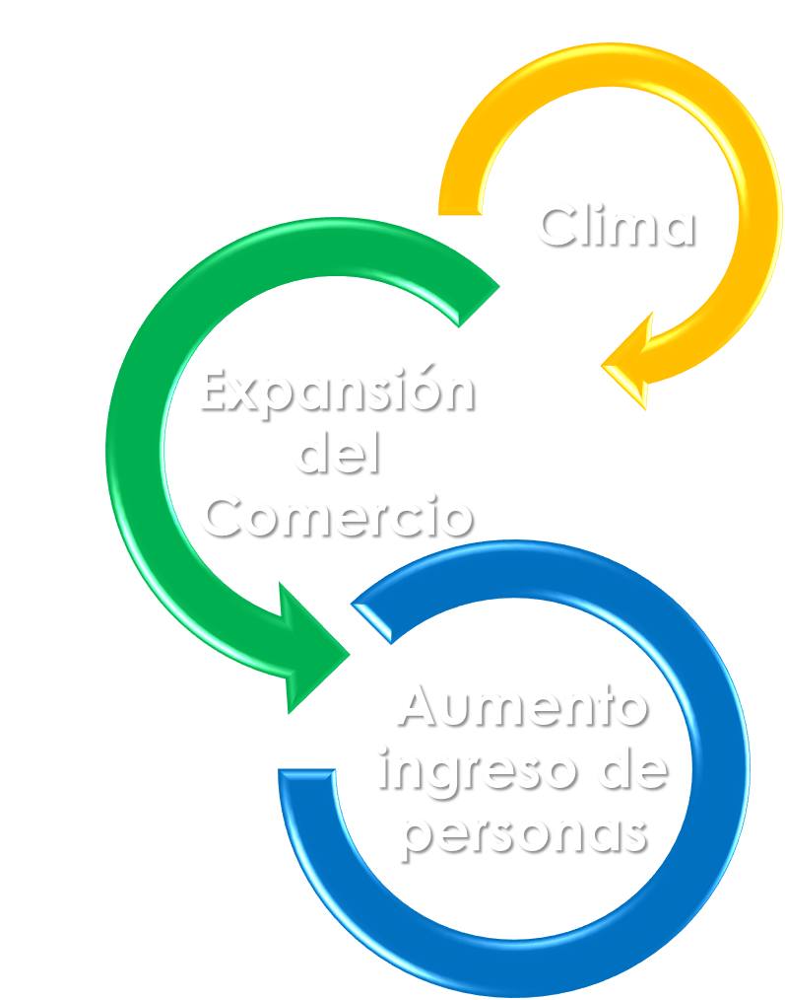 Clima
Expansión
del
Comercio
Aumento
ingreso de
personas